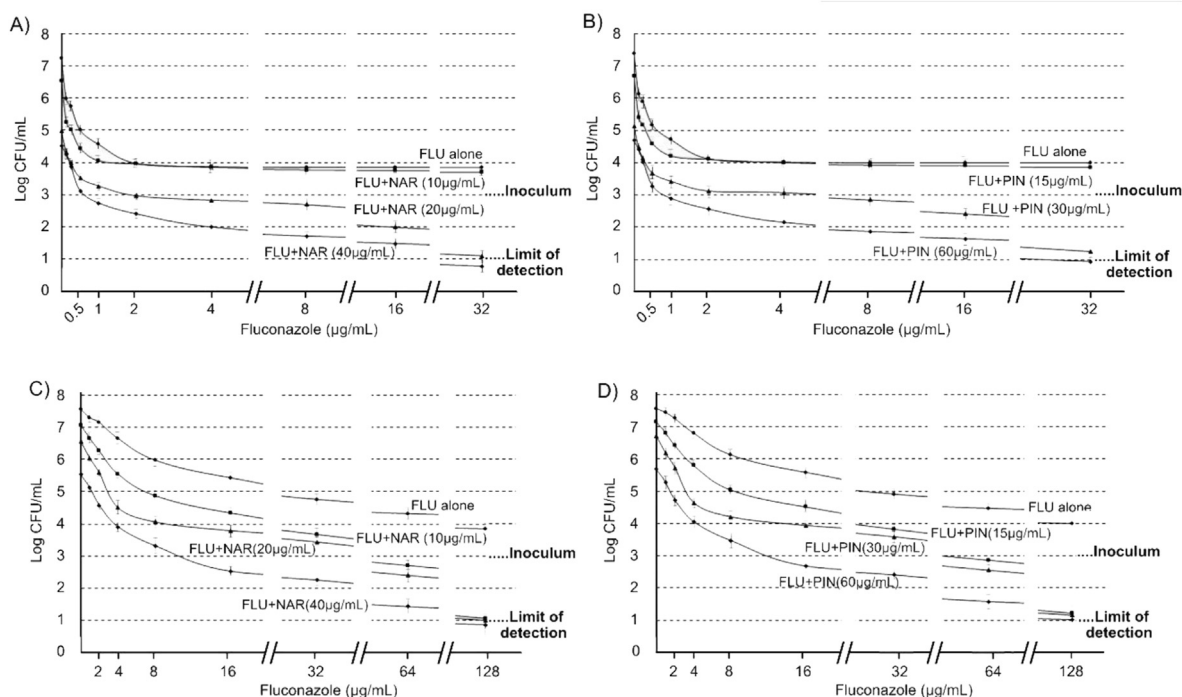 A)
Log CFU/mL
8
7
6
5
4
3
2
1
0
FLU alone
FLU+NAR (10µg/mL)
Inoculum
FLU+NAR (20µg/mL)
FLU+NAR (40µg/mL)
Limit of
detection
0.5 1 2 4 8 16 32
Fluconazole (µg/mL)
B)
Log CFU/mL
8
7
6
5
4
3
2
1
0
FLU alone
FLU+PIN (15µg/mL)
Inoculum
FLU +PIN (30µg/mL)
FLU+PIN (60µg/mL)
Limit of
detection
0.5 1 2 4 8 16 32
Fluconazole (µg/mL)
C)
Log CFU/mL
8
7
6
5
4
3
2
1
0
FLU alone
FLU+NAR (10µg/mL)
FLU+NAR(20µg/mL)
Inoculum
FLU+NAR(40µg/mL)
Limit of
detection
2 4 8 16 32 64 128
Fluconazole (µg/mL)
D)
Log CFU/mL
8
7
6
5
4
3
2
1
0
FLU alone
FLU+PIN(15µg/mL)
FLU+PIN(30µg/mL)
Inoculum
FLU+PIN(60µg/mL)
Limit of
detection
2 4 8 16 32 64 128
Fluconazole (µg/mL)